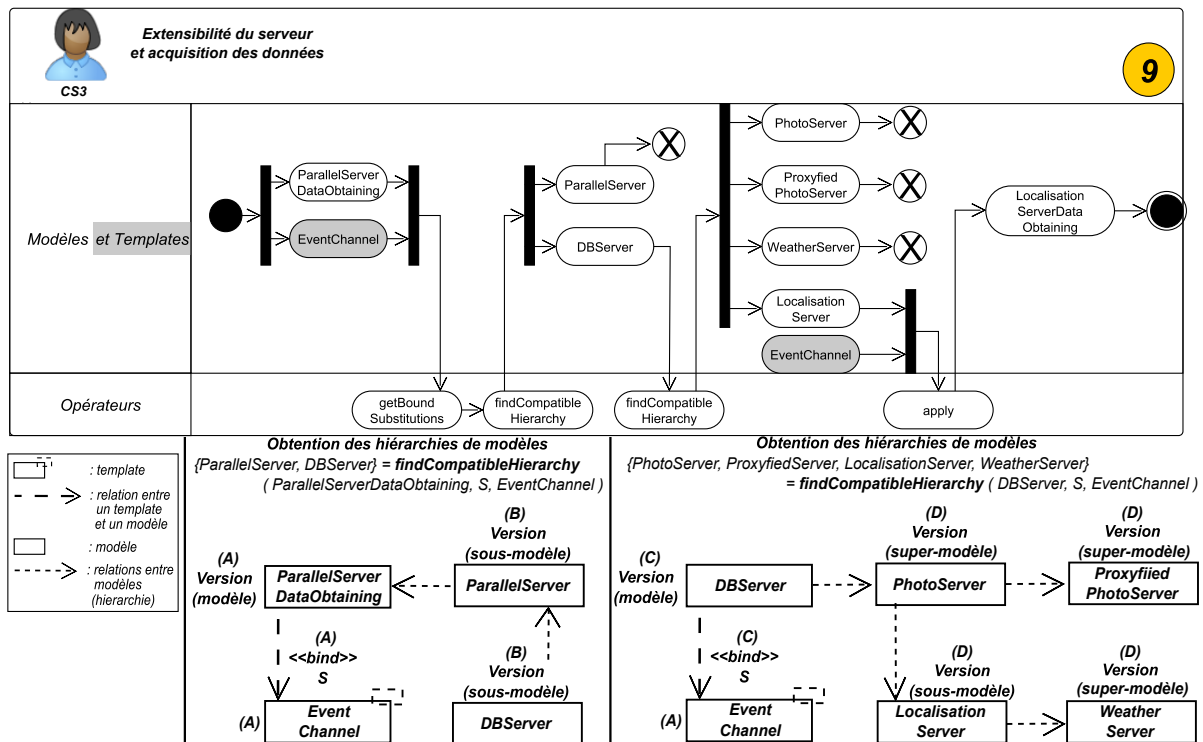 Extensibilité du serveur
et acquisition des données
CS3
9
Modèles et Templates
ParallelServer
DataObtaining
EventChannel
ParallelServer
DBServer
PhotoServer
Proxyfied
PhotoServer
WeatherServer
Localisation
Server
EventChannel
Localisation
ServerData
Obtaining
Opérateurs
getBound
Substitutions
findCompatible
Hierarchy
findCompatible
Hierarchy
apply
: template
: relation entre
un template
et un modèle
: modèle
: relations entre
modèles
(hierarchie)
Obtention des hiérarchies de modèles
{ParallelServer, DBServer} = findCompatibleHierarchy
( ParallelServerDataObtaining, S, EventChannel )
(A)
Version
(modèle)
ParallelServer
DataObtaining
(B)
Version
(sous-modèle)
ParallelServer
(A)
<<bind>>
S
(B)
Version
(sous-modèle)
(A)
Event
Channel
DBServer
Obtention des hiérarchies de modèles
{PhotoServer, ProxyfiedServer, LocalisationServer, WeatherServer}
= findCompatibleHierarchy ( DBServer, S, EventChannel )
(C)
Version
(modèle)
DBServer
(D)
Version
(super-modèle)
PhotoServer
(D)
Version
(super-modèle)
Proxyfiied
PhotoServer
(C)
<<bind>>
S
(D)
Version
(sous-modèle)
(D)
Version
(super-modèle)
(A)
Event
Channel
Localisation
Server
Weather
Server